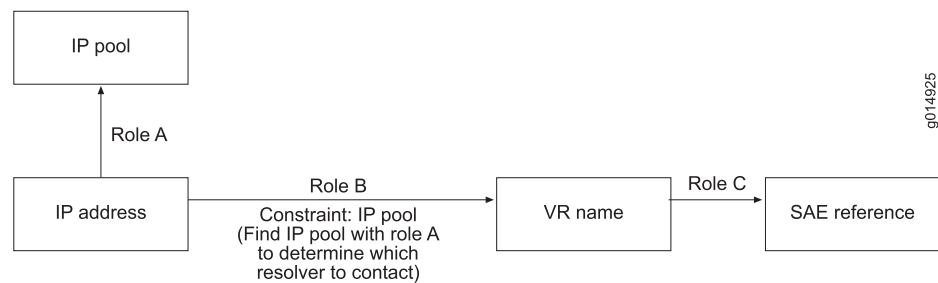 IP pool
g014925
Role A
IP address
Role B
Constraint: IP pool
(Find IP pool with role A
to determine which
resolver to contact)
VR name
Role C
SAE reference